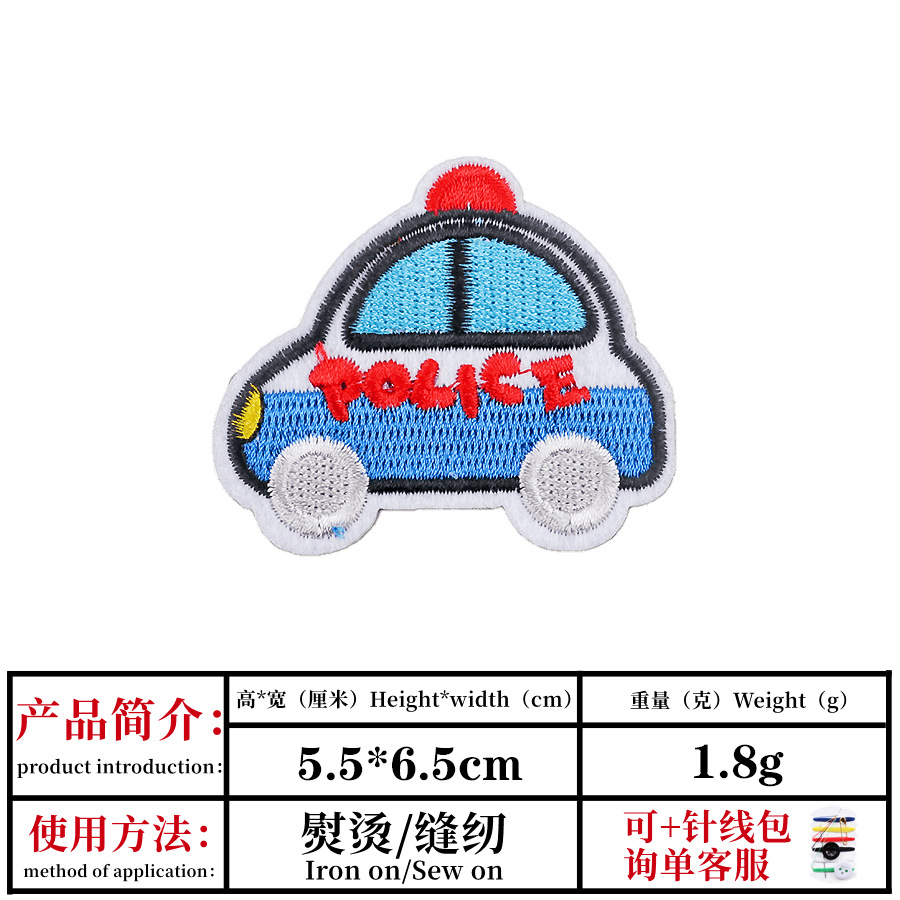 POLICE
产品简介：
product introduction：
高*宽（厘米）Height*width（cm）
5.5*6.5cm
重量（克）Weight（g）
1.8g
使用方法：
method of application：
熨烫/缝纫
Iron on/Sew on
可+针线包
询单客服